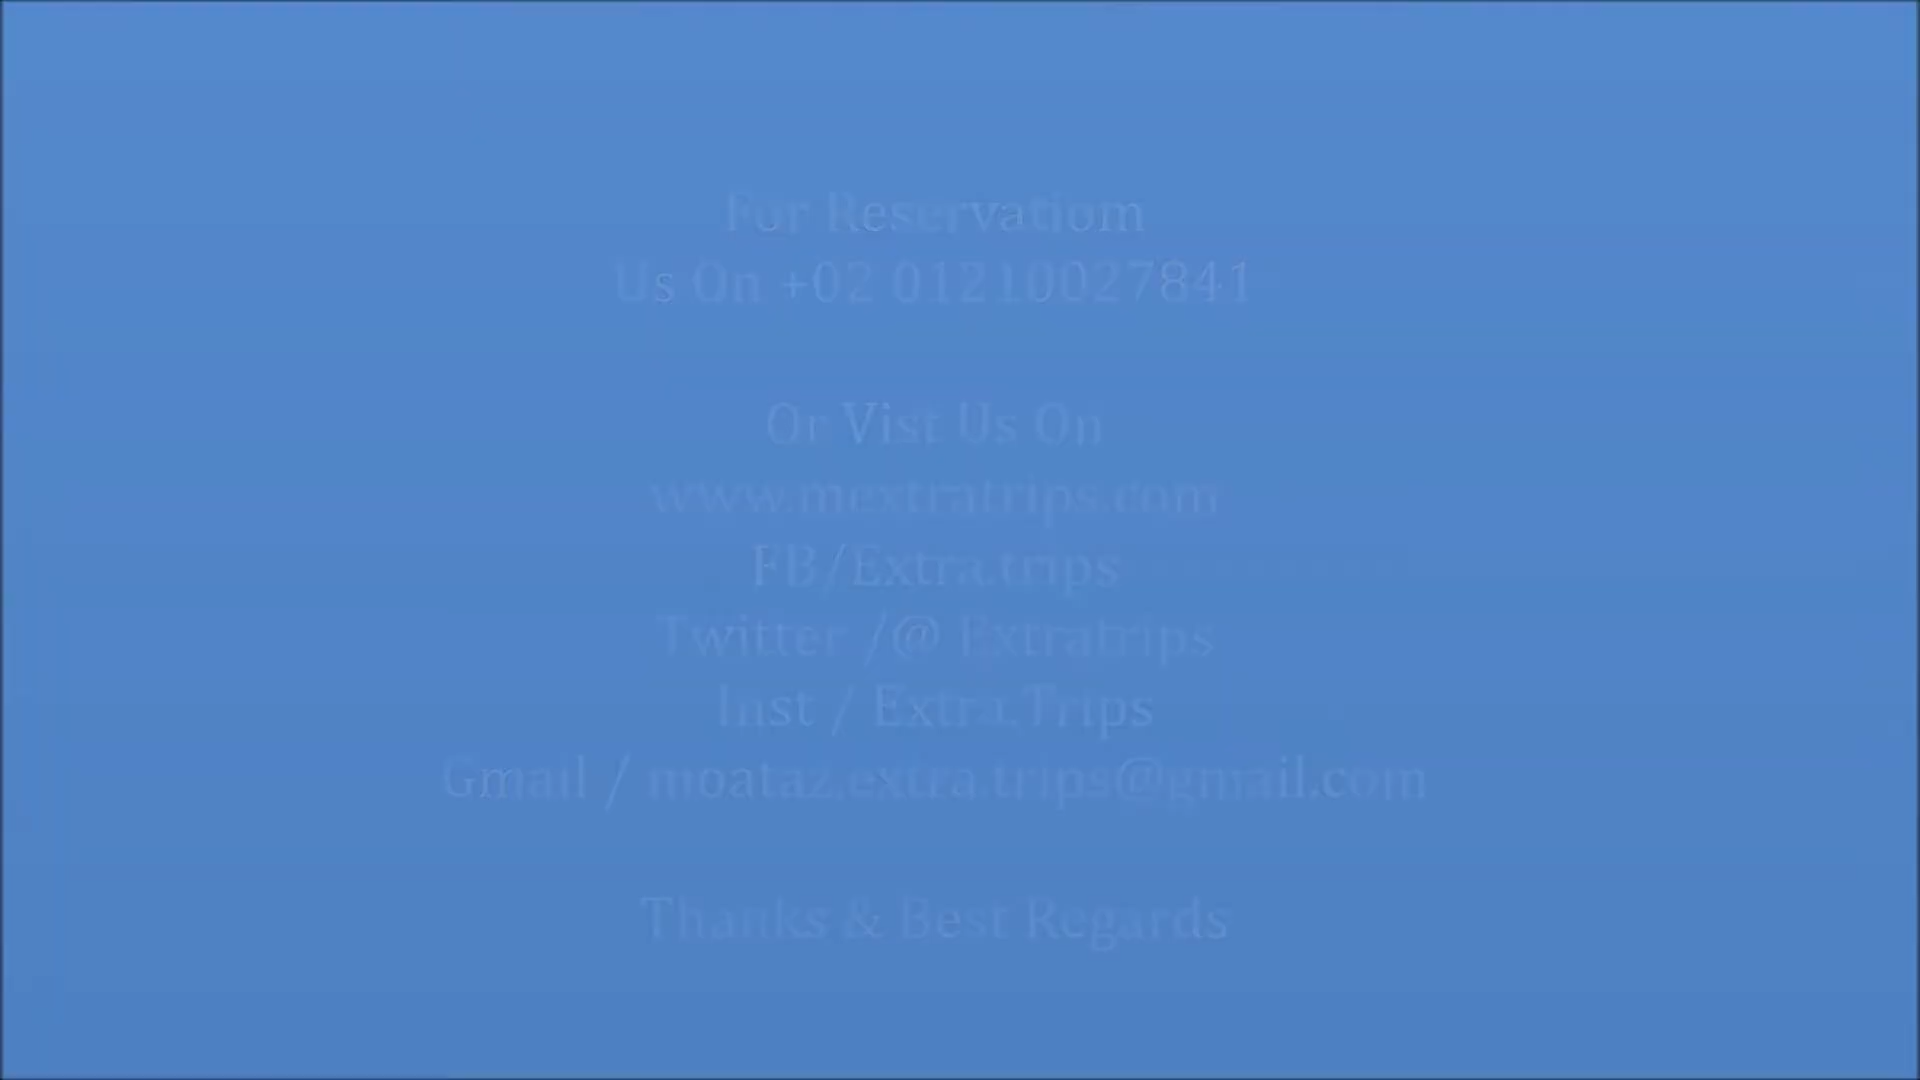 For Reservatiom
Us On +02 01210027841
Or Vist Us On
www.mextratrips.com
FB/Extra.trips
Twitter /@ Extratrips
Inst / Extra.Trips
Gmail / moataz.extra.trips@gmail.com
Thanks & Best Regards